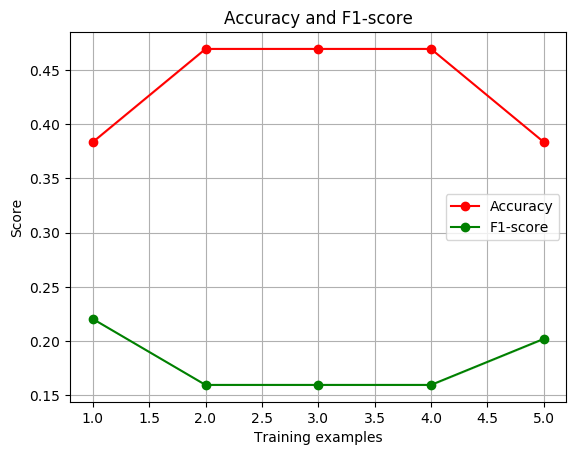 Accuracy and F1-score
Score
0.45
0.40
0.35
0.30
0.25
0.20
0.15
Accuracy
F1-score
1.0 1.5 2.0 2.5 3.0 3.5 4.0 4.5 5.0
Training examples